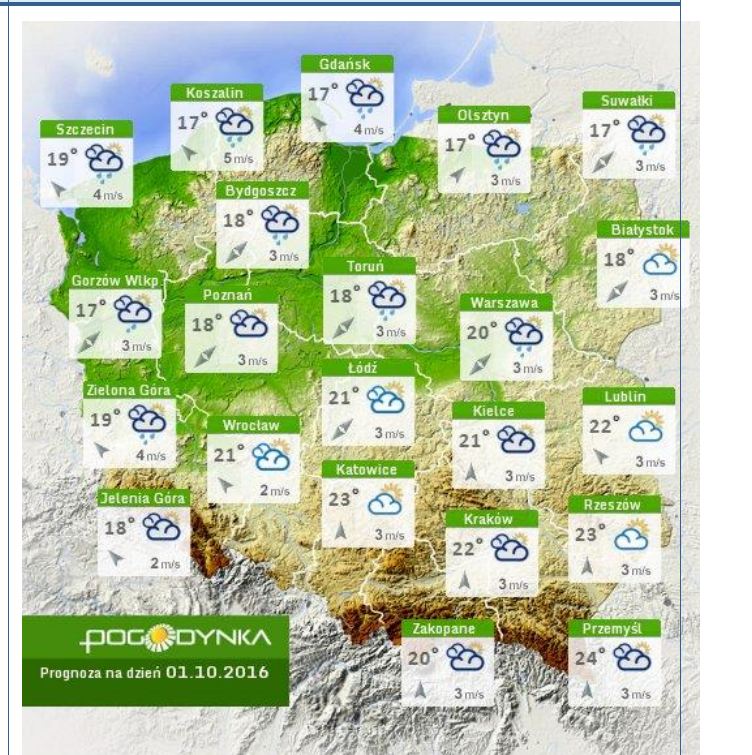 Gdańsk
17°
4 m/s
Koszalin
17°
5 m/s
Suwałki
17°
3 m/s
Olsztyn
17°
3 m/s
Szczecin
19°
4 m/s
Bydgoszcz
18°
3 m/s
Białystok
18°
3 m/s
Toruń
18°
3 m/s
Gorzów Wlkp
17°
3 m/s
Poznań
18°
3 m/s
Warszawa
20°
3 m/s
Łódź
21°
3 m/s
Zielona Góra
19°
4 m/s
Lublin
22°
3 m/s
Kielce
21°
3 m/s
Wrocław
21°
2 m/s
Katowice
23°
3 m/s
Jelenia Góra
18°
2 m/s
Rzeszów
23°
3 m/s
Kraków
22°
3 m/s
Zakopane
20°
3 m/s
Przemyśl
24°
3 m/s
POGODYNKA
Prognoza na dzień 01.10.2016